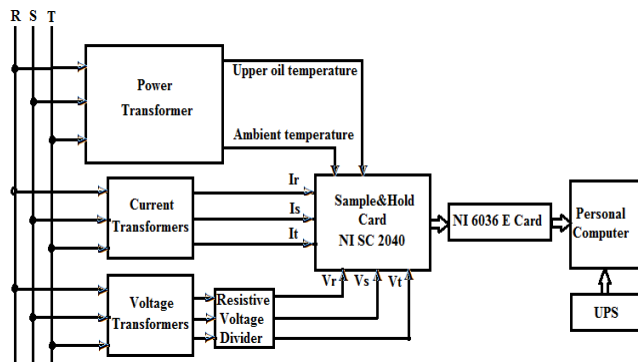 R S T
Power
Transformer
Upper oil temperature
Ambient temperature
Current
Transformers
Ir
Is
It
Sample&Hold
Card
NI SC 2040
NI 6036 E Card
Personal
Computer
UPS
Voltage
Transformers
Resistive
Voltage
Divider
Vr Vs Vt